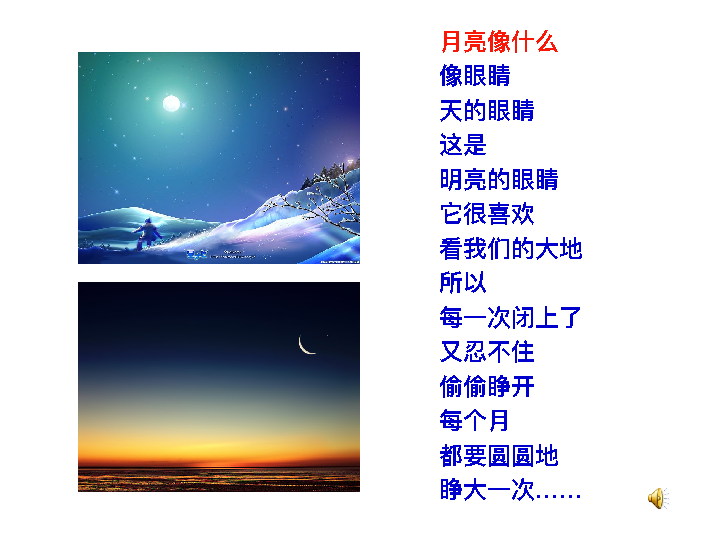 月亮像什么
像眼睛
天的眼睛
这是
明亮的眼睛
它很喜欢
看我们的大地
所以
每一次闭上了
又忍不住
偷偷睁开
每个月
都要圆圆地
睁大一次……